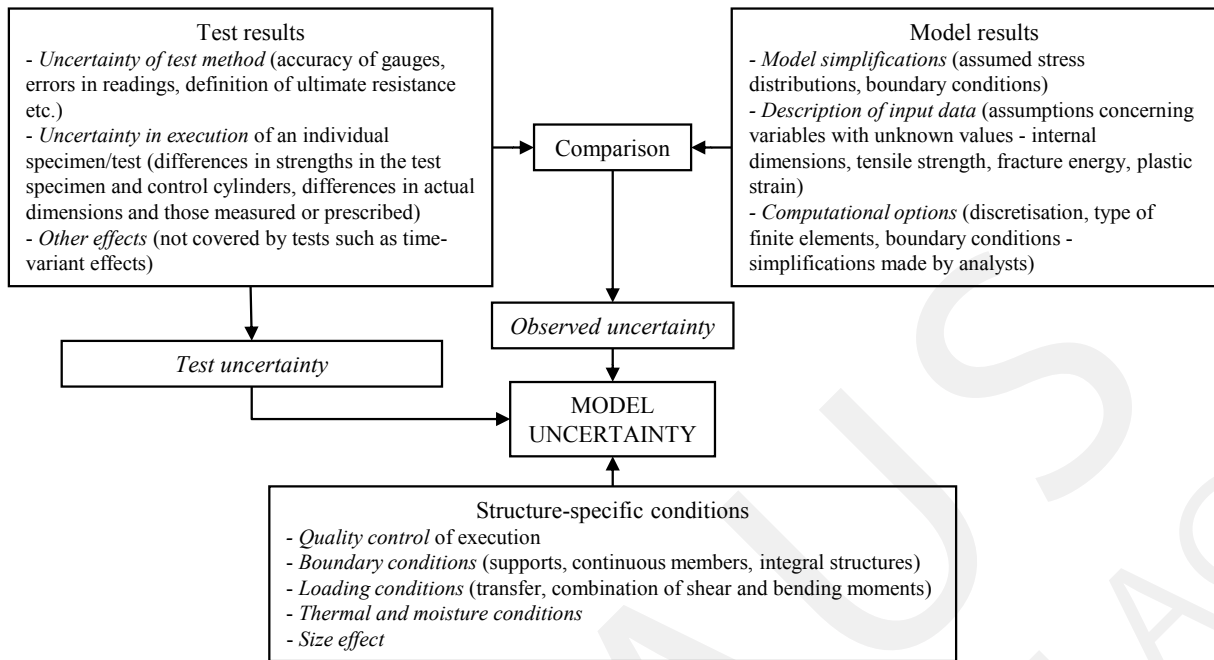 Test results
- Uncertainty of test method (accuracy of gauges,
errors in readings, definition of ultimate resistance
etc.)
- Uncertainty in execution of an individual
specimen/test (differences in strengths in the test
specimen and control cylinders, differences in actual
dimensions and those measured or prescribed)
- Other effects (not covered by tests such as time-
variant effects)
Comparison
Model results
- Model simplifications (assumed stress
distributions, boundary conditions)
- Description of input data (assumptions concerning
variables with unknown values - internal
dimensions, tensile strength, fracture energy, plastic
strain)
- Computational options (discretisation, type of
finite elements, boundary conditions -
simplifications made by analysts)
Observed uncertainty
Test uncertainty
MODEL
UNCERTAINTY
Structure-specific conditions
- Quality control of execution
- Boundary conditions (supports, continuous members, integral structures)
- Loading conditions (transfer, combination of shear and bending moments)
- Thermal and moisture conditions
- Size effect